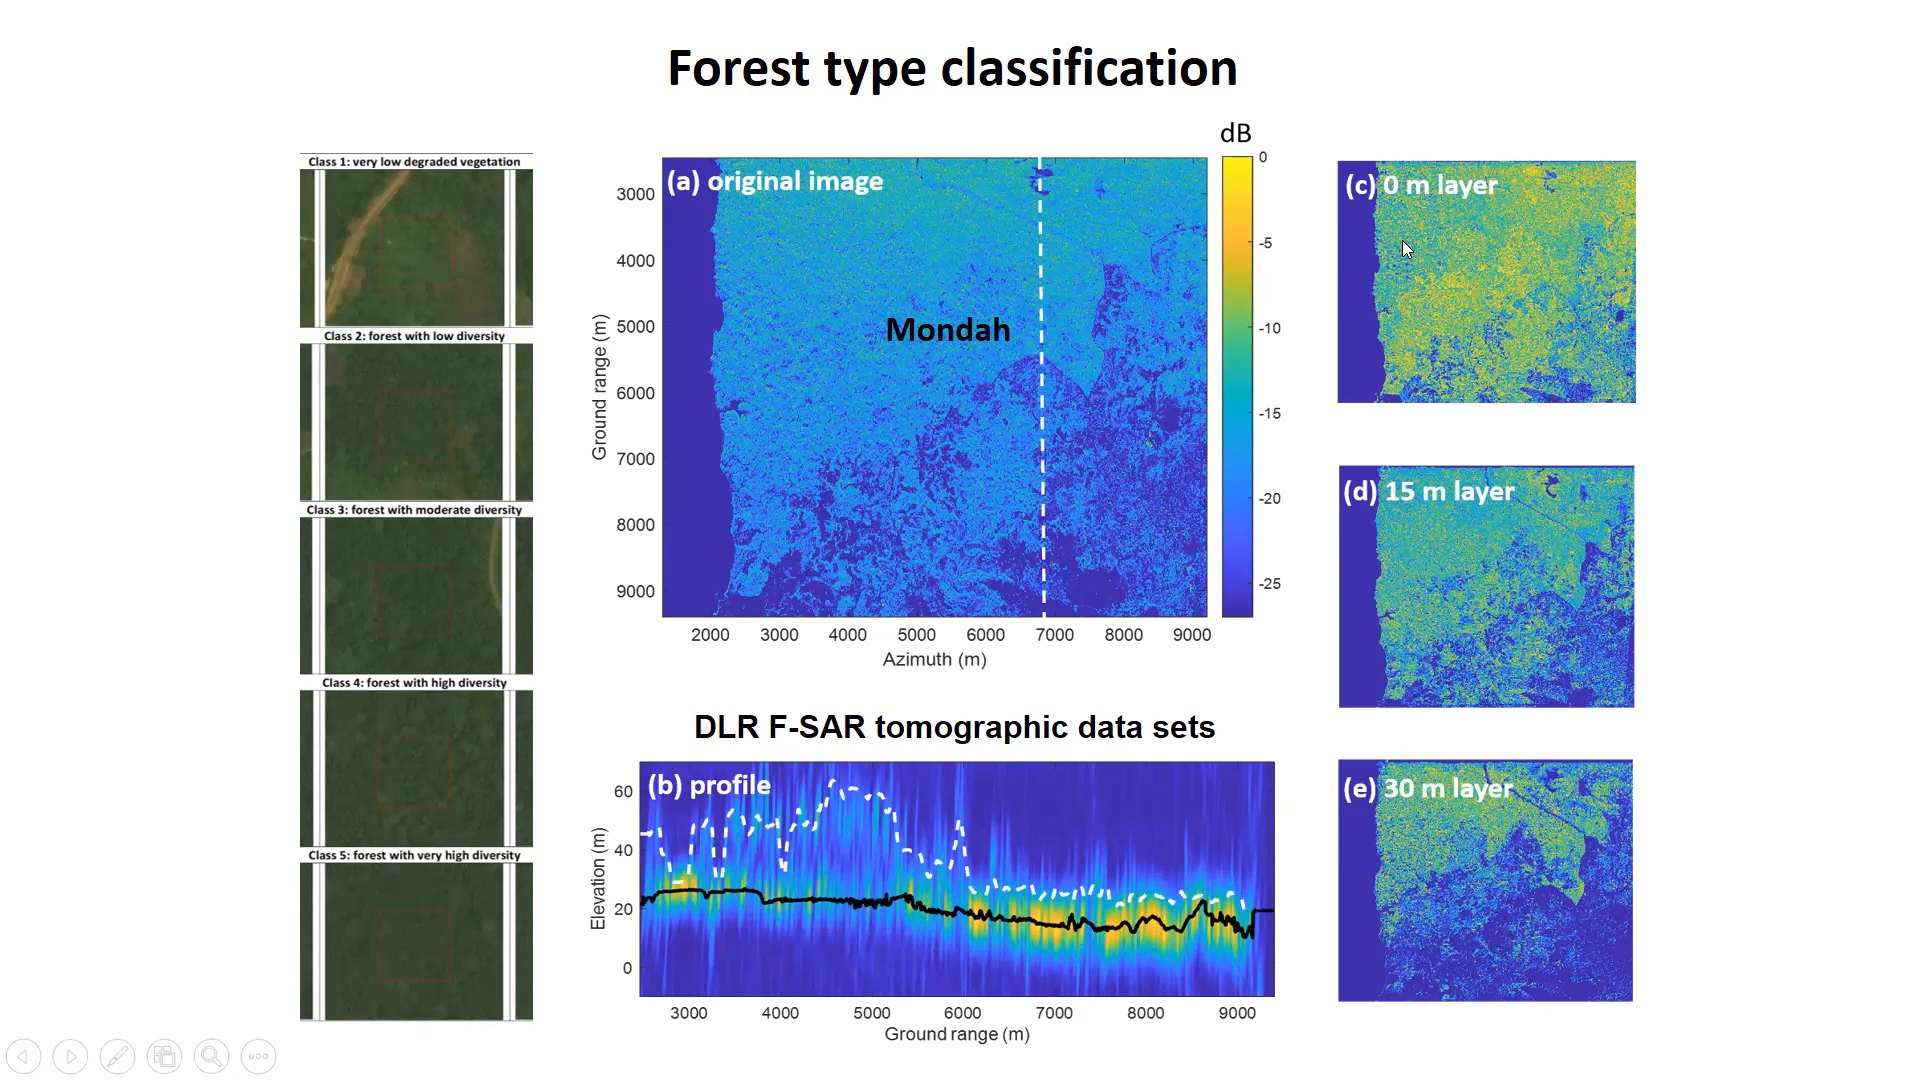 Forest type classification
Class 1: very low degraded vegetation
Class 2: forest with low diversity
Class 3: forest with moderate diversity
Class 4: forest with high diversity
Class 5: forest with very high diversity
dB
(a) original image
Mondah
3000
4000
5000
6000
7000
8000
9000
Ground range (m)
2000 3000 4000 5000 6000 7000 8000 9000
Azimuth (m)
0
-5
-10
-15
-20
-25
DLR F-SAR tomographic data sets
(b) profile
60
40
20
0
Elevation (m)
3000 4000 5000 6000 7000 8000 9000
Ground range (m)
(c) 0 m layer
(d) 15 m layer
(e) 30 m layer